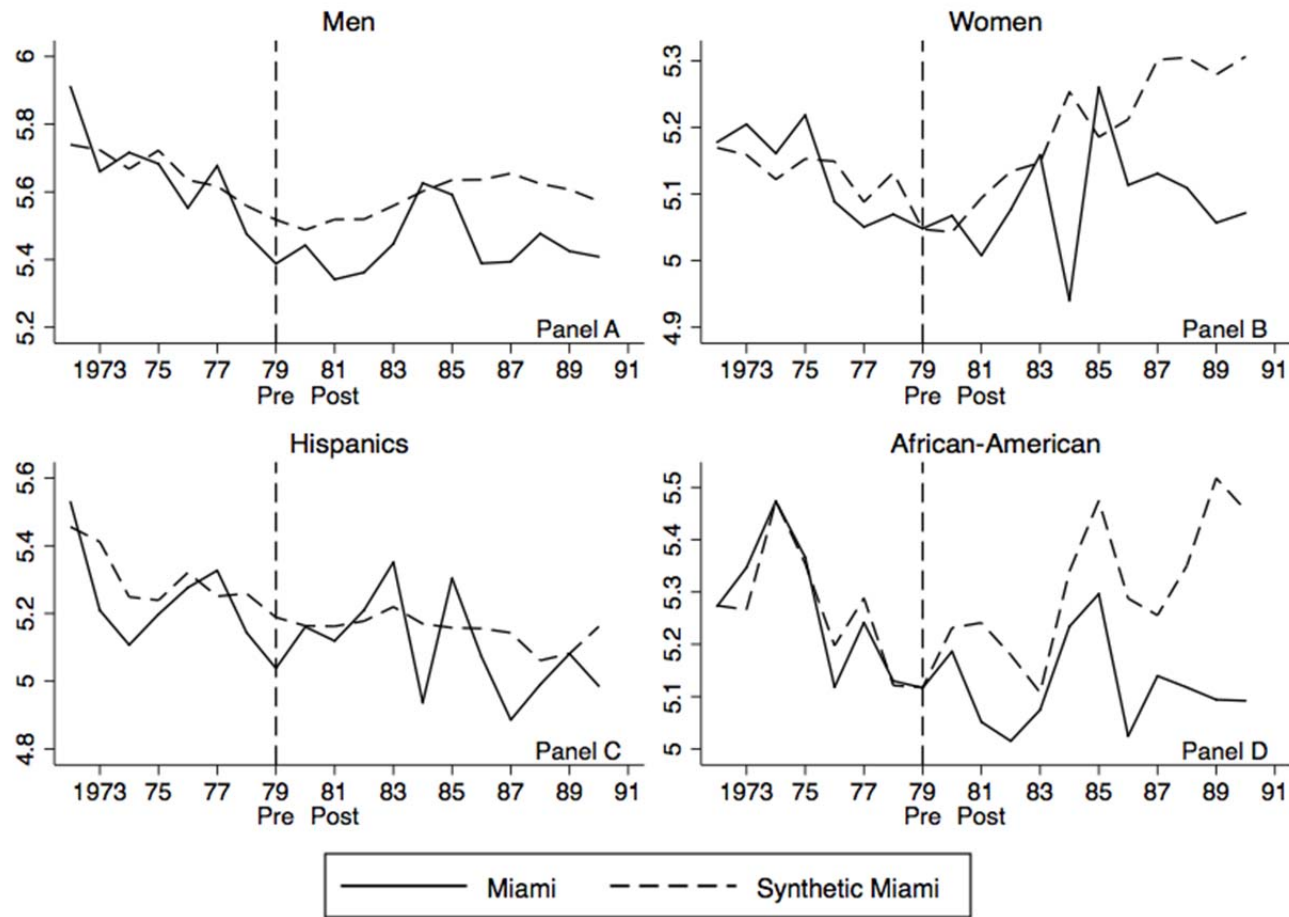 Men
6
5.8
5.6
5.4
5.2
Panel A
1973 75 77 79 81 83 85 87 89 91
Pre Post
Women
5.3
5.2
5.1
5
4.9
Panel B
1973 75 77 79 81 83 85 87 89 91
Pre Post
Hispanics
5.6
5.4
5.2
5
4.8
Panel C
1973 75 77 79 81 83 85 87 89 91
Pre Post
African-American
5.5
5.4
5.3
5.2
5.1
5
Panel D
1973 75 77 79 81 83 85 87 89 91
Pre Post
Miami Synthetic Miami